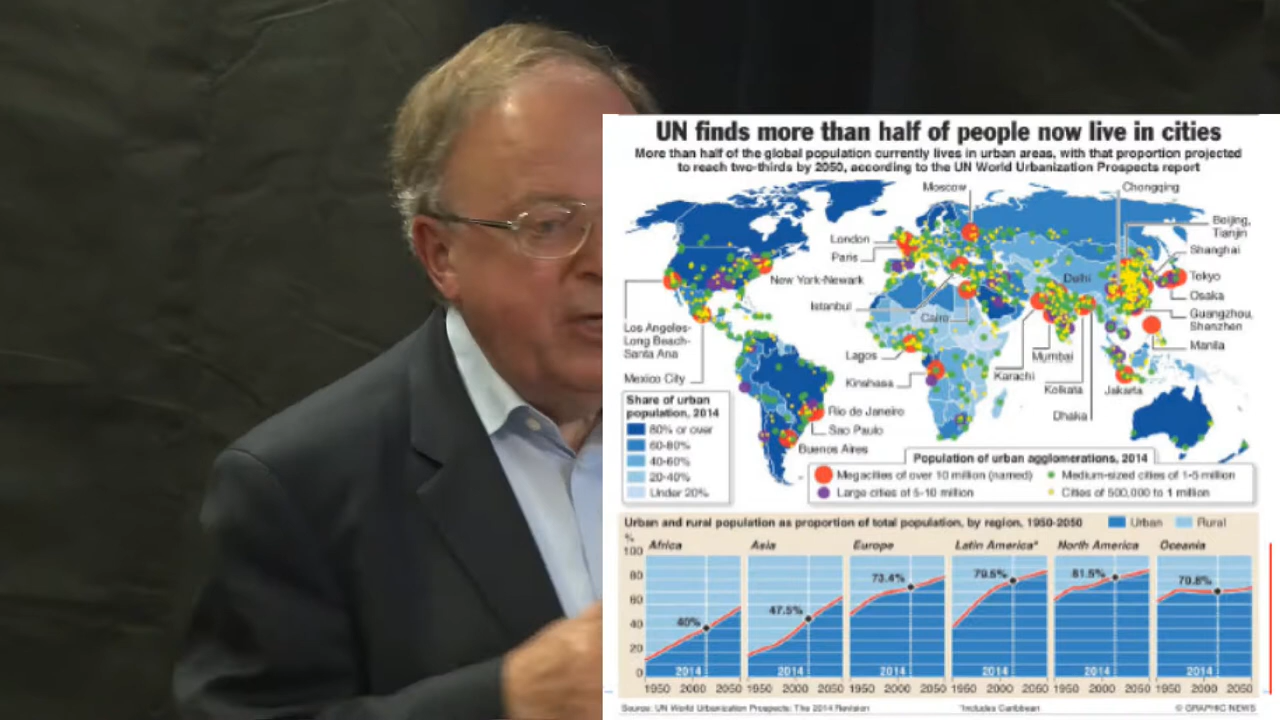 UN finds more than half of people now live in cities
More than half of the global population currently lives in urban areas, with that proportion projected
to reach two-thirds by 2050, according to the UN World Urbanization Prospects report
Moscow
Chongqing
Beijing,
Tianjin
London
Shanghai
Paris
New York-Newark
Delhi
Tokyo
Osaka
Istanbul
Cairo
Guangzhou,
Shenzhen
Los Angeles-
Long Beach-
Santa Ana
Manila
Lagos
Mumbai
Mexico City
Kinshasa
Karachi
Kolkata
Jakarta
Dhaka
Rio de Janeiro
Sao Paulo
Buenos Aires
Share of urban
population, 2014
80% or over
60-80%
40-60%
20-40%
Under 20%
Population of urban agglomerations, 2014
Megacities of over 10 million (named)
Medium-sized cities of 1-5 million
Large cities of 5-10 million
Cities of 500,000 to 1 million
Urban and rural population as proportion of total population, by region, 1950-2050
Urban
Rural
%
100
80
60
40
20
0
Africa
40%
2014
1950 2000 2050
Asia
47.5%
2014
1950 2000 2050
Europe
73.4%
2014
1950 2000 2050
Latin America*
79.5%
2014
1950 2000 2050
North America
81.5%
2014
1950 2000 2050
Oceania
70.8%
2014
1950 2000 2050
Source: UN World Urbanization Prospects: The 2014 Revision
*Includes Caribbean
© GRAPHIC NEWS